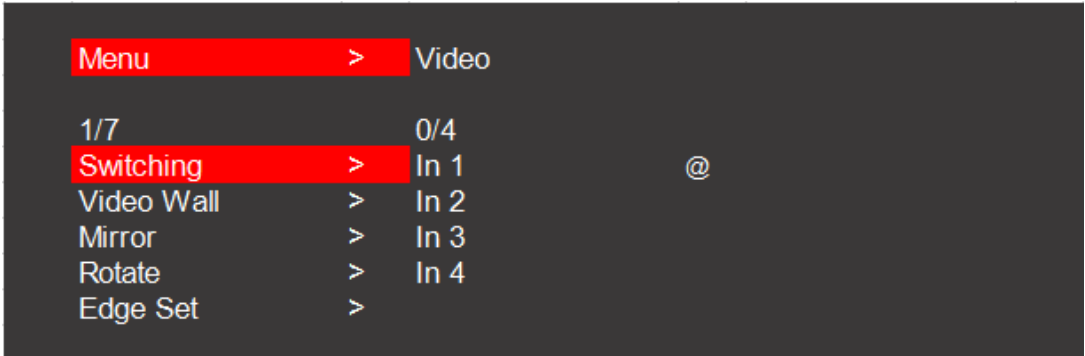 Menu > Video
1/7 0/4
Switching > In 1 @
Video Wall > In 2
Mirror > In 3
Rotate > In 4
Edge Set >